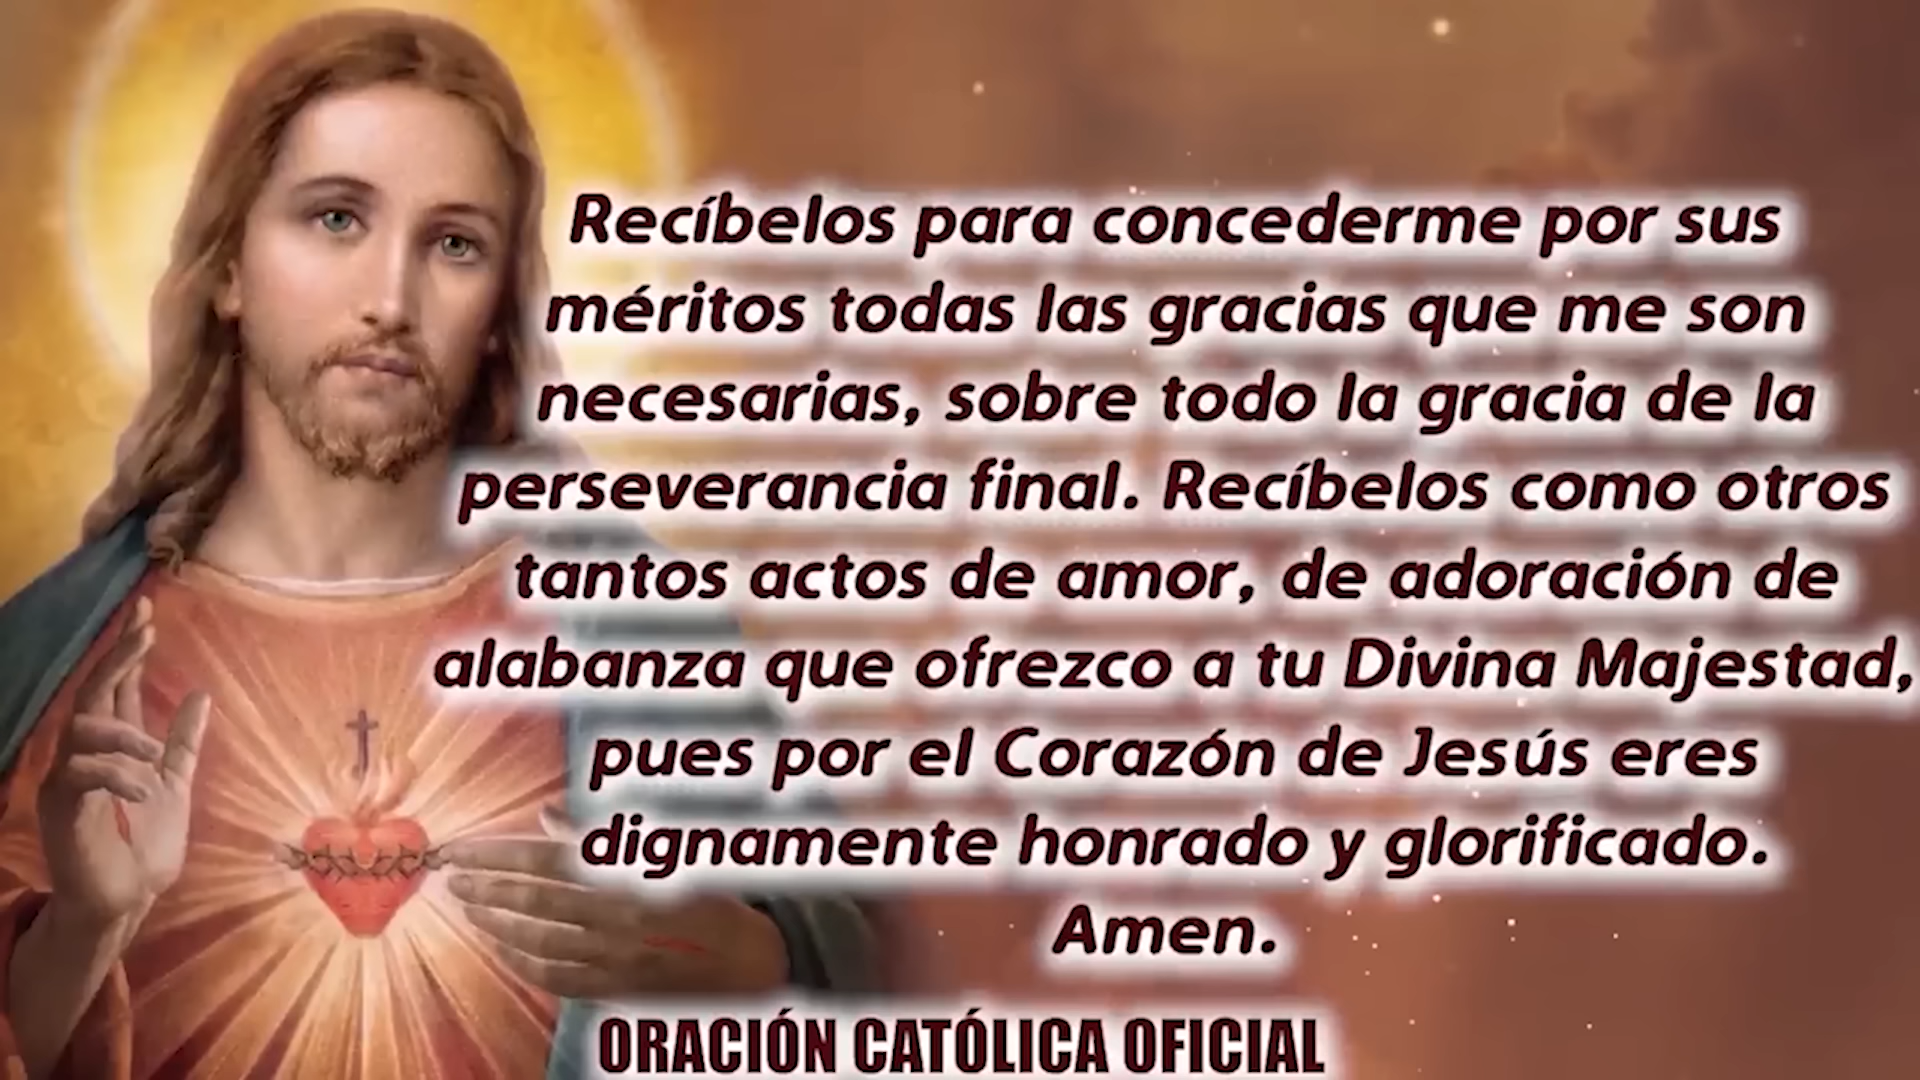 Recíbelos para concederme por sus
méritos todas las gracias que me son
necesarias, sobre todo la gracia de la
perseverancia final. Recíbelos como otros
tantos actos de amor, de adoración de
alabanza que ofrezco a tu Divina Majestad,
pues por el Corazón de Jesús eres
dignamente honrado y glorificado.
Amen.
ORACIÓN CATÓLICA OFICIAL